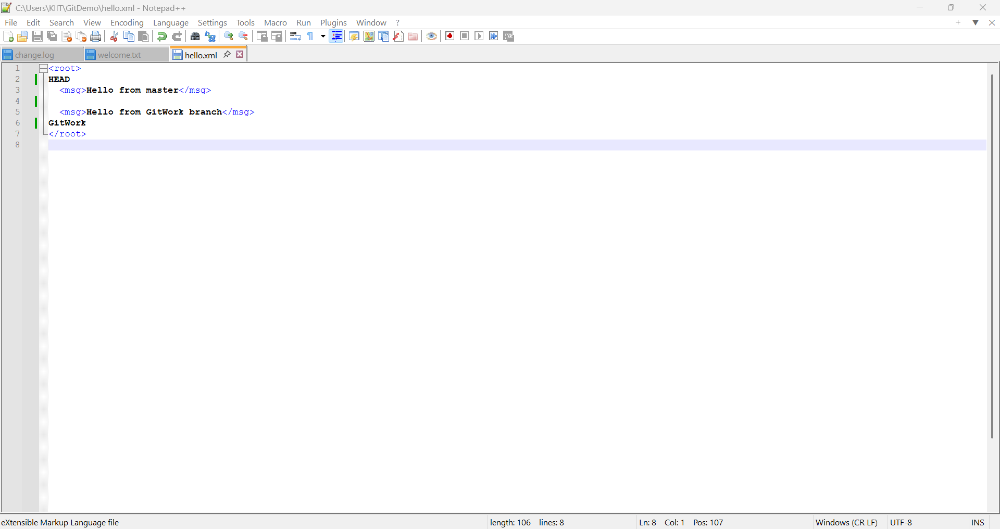 C:\Users\KIIT\GitDemo\hello.xml - Notepad++
File Edit Search View Encoding Language Settings Tools Macro Run Plugins Window ?
change.log welcome.txt hello.xml
1 <root>
2 HEAD
3 <msg>Hello from master</msg>
4
5 <msg>Hello from GitWork branch</msg>
6 GitWork
7 </root>
8
eXtensible Markup Language file length: 106 lines: 8 Ln: 8 Col: 1 Pos: 107 Windows (CR LF) UTF-8 INS